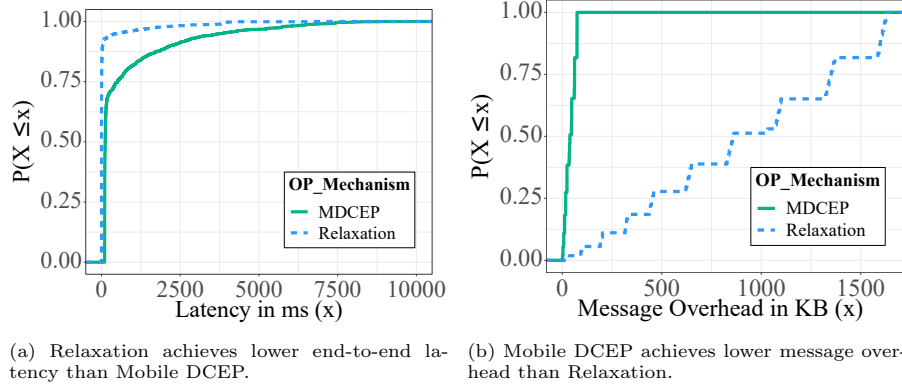 1.00
0.75
0.50
0.25
0.00
P(X ≤x)
OP_Mechanism
MDCEP
Relaxation
0
2500
5000
7500
10000
Latency in ms (x)
(a) Relaxation achieves lower end-to-end la-
tency than Mobile DCEP.
1.00
0.75
0.50
0.25
0.00
P(X ≤x)
OP_Mechanism
MDCEP
Relaxation
0
500
1000
1500
Message Overhead in KB (x)
(b) Mobile DCEP achieves lower message over-
head than Relaxation.